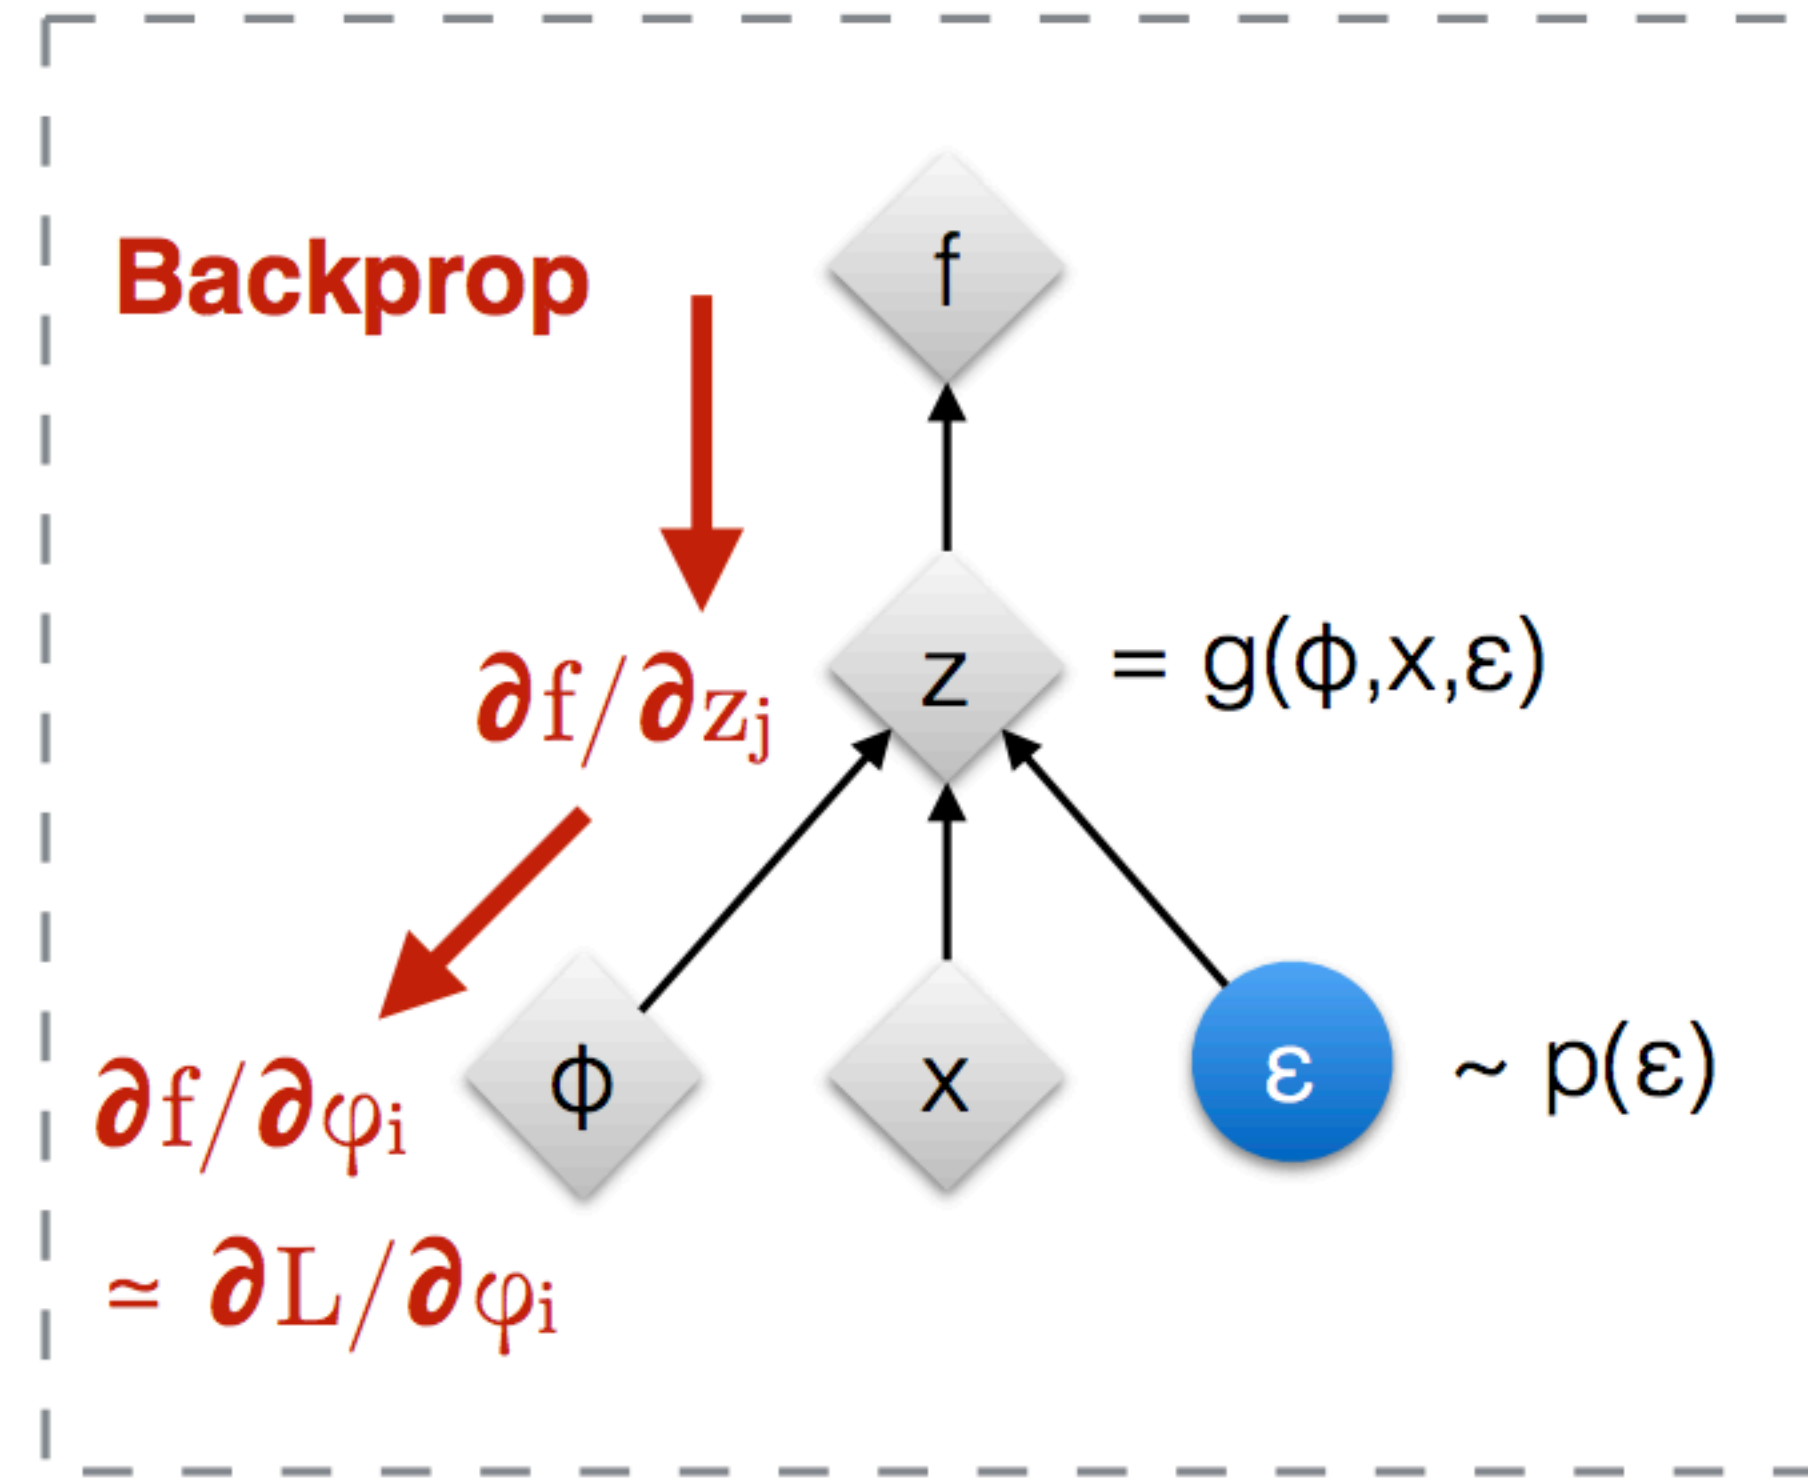 f
Backprop
∂f/∂zⱼ
z
= g(ϕ,x,ε)
∂f/∂φᵢ
ϕ
x
ε
~ p(ε)
≃ ∂L/∂φᵢ